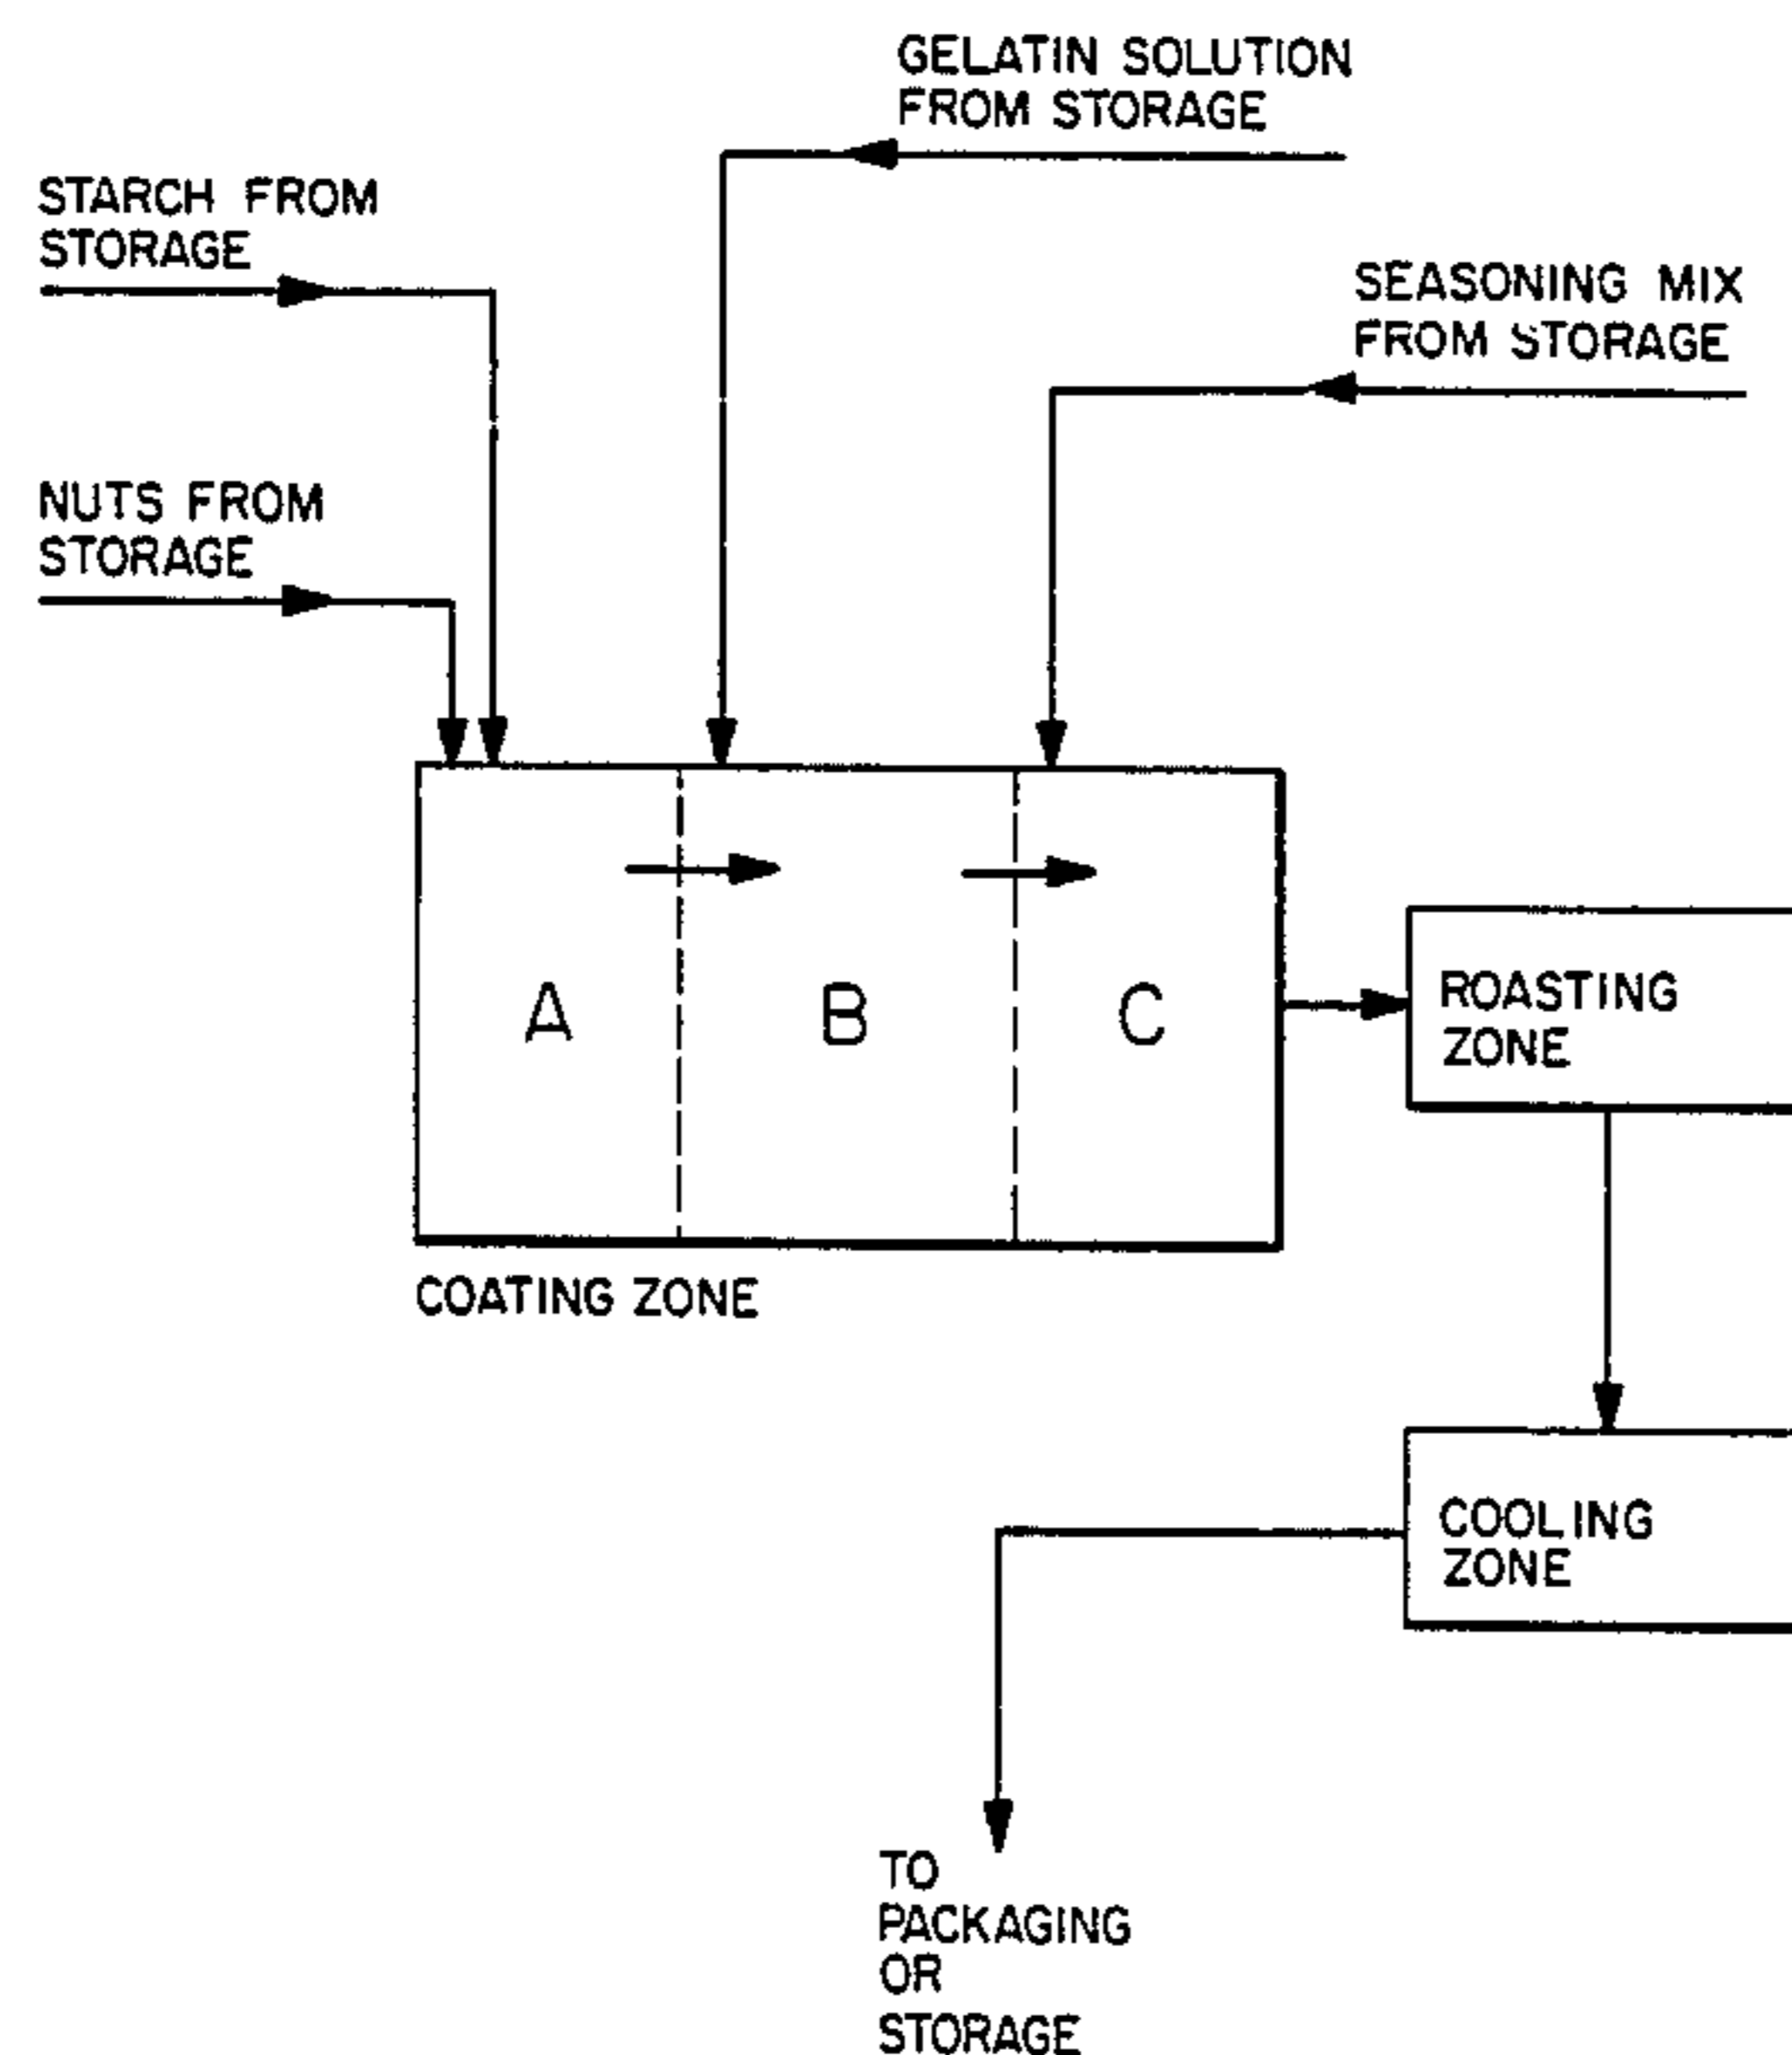 GELATIN SOLUTION
FROM STORAGE
STARCH FROM
STORAGE
SEASONING MIX
FROM STORAGE
NUTS FROM
STORAGE
A
B
C
ROASTING
ZONE
COATING ZONE
COOLING
ZONE
TO
PACKAGING
OR
STORAGE